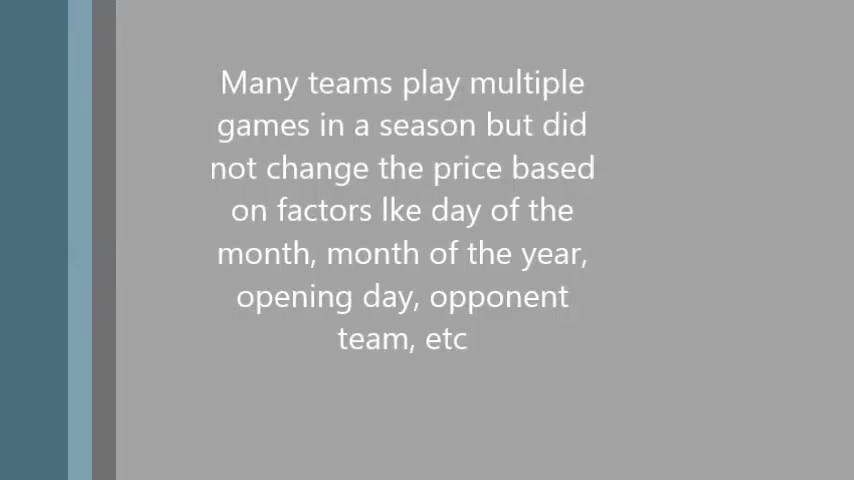 Many teams play multiple
games in a season but did
not change the price based
on factors lke day of the
month, month of the year,
opening day, opponent
team, etc